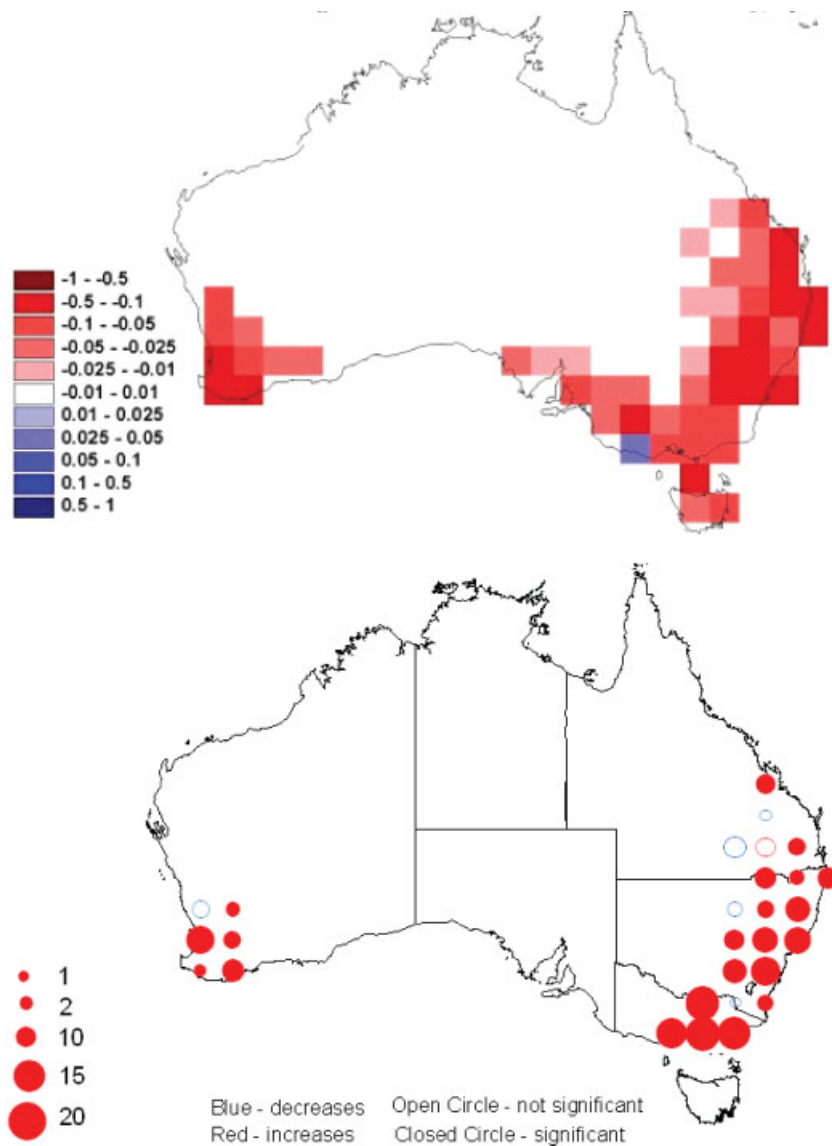 -1 - -0.5
-0.5 - -0.1
-0.1 - -0.05
-0.05 - -0.025
-0.025 - -0.01
-0.01 - 0.01
0.01 - 0.025
0.025 - 0.05
0.05 - 0.1
0.1 - 0.5
0.5 - 1
1
2
10
15
20
Blue - decreases Open Circle - not significant
Red - increases Closed Circle - significant